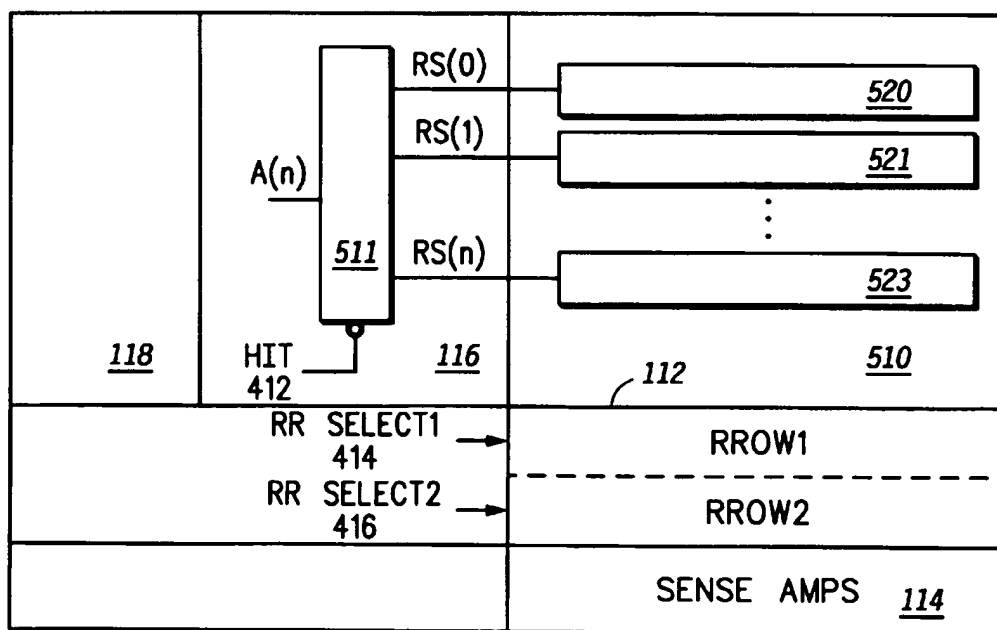 RS(0)
520
RS(1)
521
A(n)
511
RS(n)
523
118
HIT
412
116
510
112
RR SELECT1
414
RROW1
RR SELECT2
416
RROW2
SENSE AMPS 114